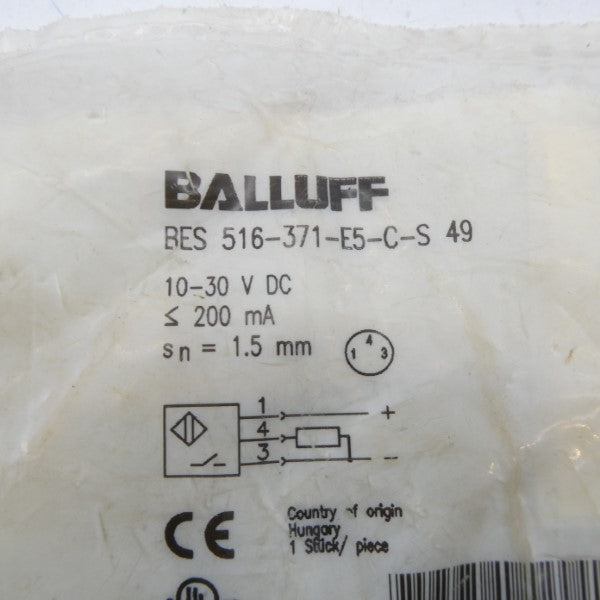 BALLUFF
BES 516-371-E5-C-S 49
10-30 V DC
≤ 200 mA
sn = 1.5 mm
4
1 3
1 +
4
3 -
CE
Country of origin
Hungary
1 Stück/ piece
UL